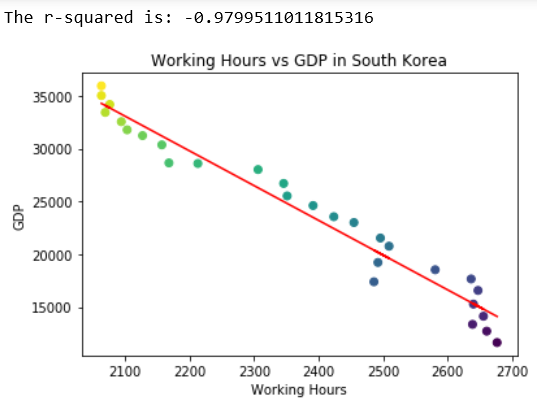 The r-squared is: -0.9799511011815316
Working Hours vs GDP in South Korea
35000
30000
25000
20000
15000
GDP
2100 2200 2300 2400 2500 2600 2700
Working Hours